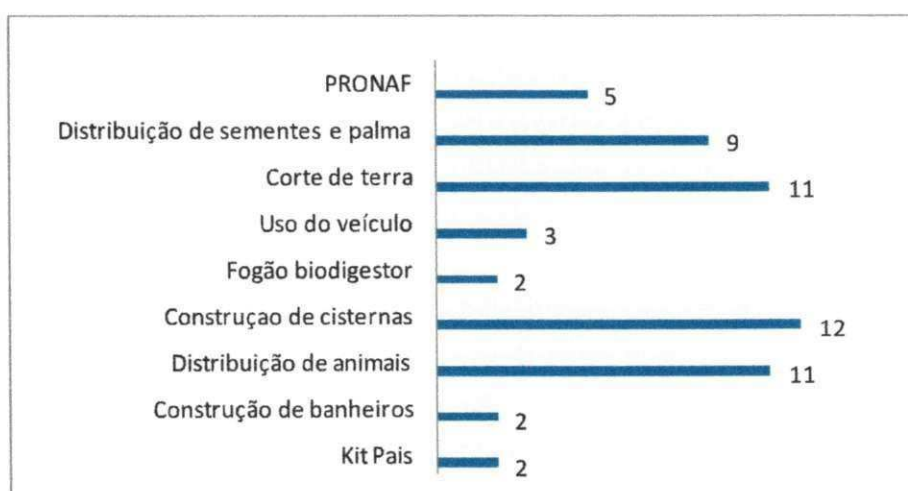 PRONAF 5
Distribuição de sementes e palma 9
Corte de terra 11
Uso do veículo 3
Fogão biodigestor 2
Construçao de cisternas 12
Distribuição de animais 11
Construção de banheiros 2
Kit Pais 2